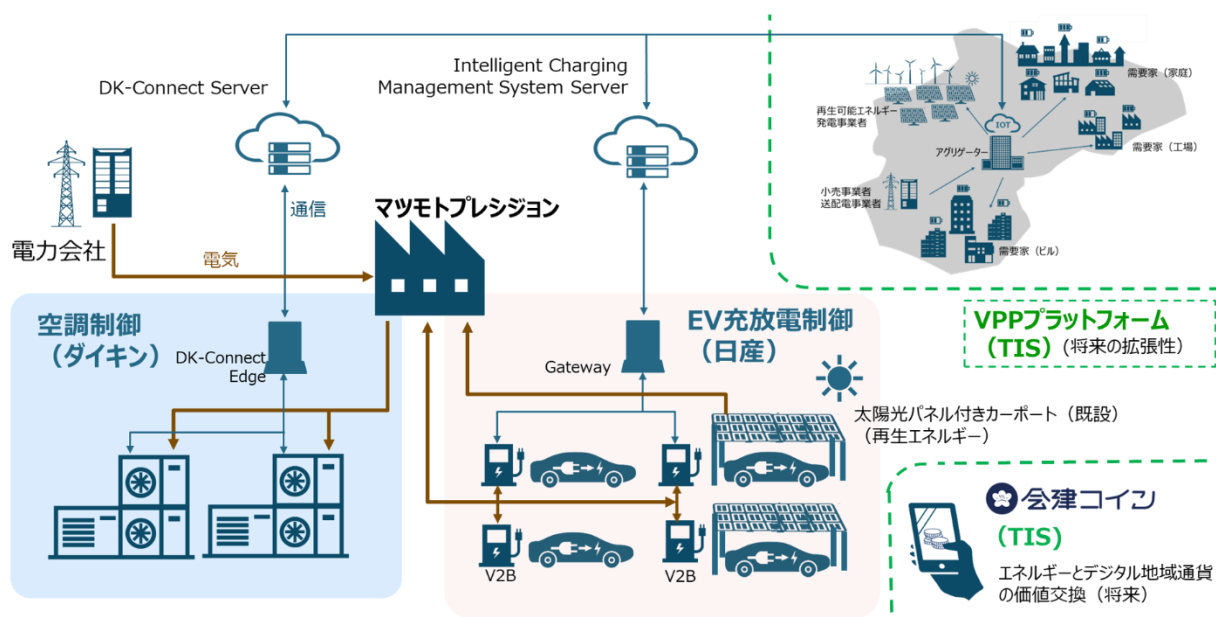 DK-Connect Server
Intelligent Charging
Management System Server
電力会社
通信
電気
マツモトプレシジョン
空調制御
(ダイキン)
DK-Connect
Edge
EV充放電制御
(日産)
Gateway
V2B
V2B
太陽光パネル付きカーポート（既設）
（再生エネルギー）
再生可能エネルギー
発電事業者
IOT
アグリゲーター
小売事業者
送配電事業者
需要家（家庭）
需要家（工場）
需要家（ビル）
VPPプラットフォーム
（TIS）（将来の拡張性）
会津コイン
（TIS）
エネルギーとデジタル地域通貨
の価値交換（将来）